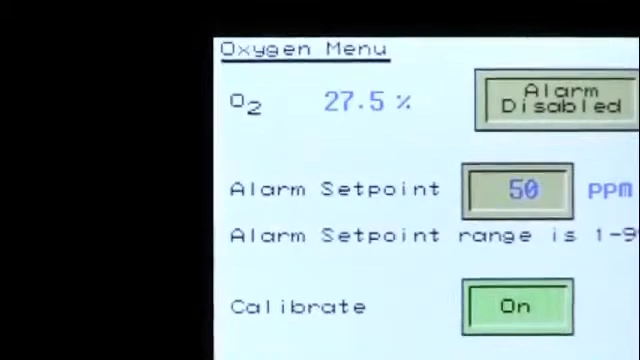 Oxygen Menu
O2 27.5 % Alarm Disabled
Alarm Setpoint 50 PPM
Alarm Setpoint range is 1-9
Calibrate On